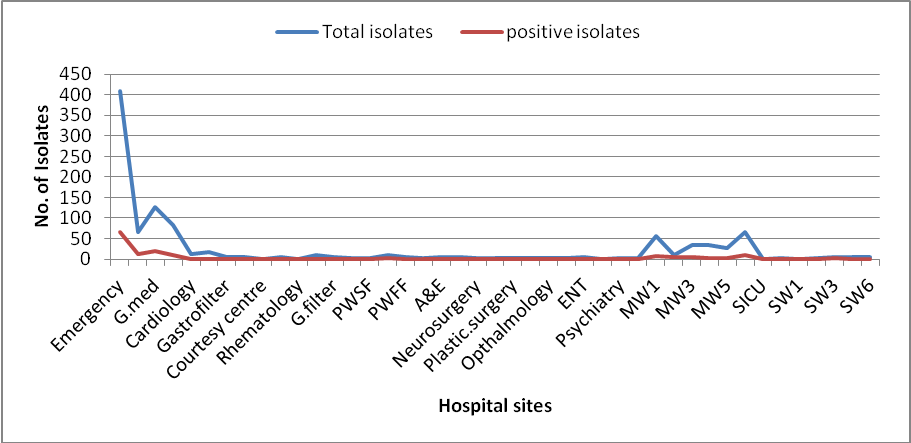 Total isolates positive isolates
No. of Isolates
450
400
350
300
250
200
150
100
50
0
Emergency
G.med
Cardiology
Gastrofilter
Courtesy centre
Rhematology
G.filter
PWSF
PWFF
A&E
Neurosurgery
Plastic.surgery
Opthalmology
ENT
Psychiatry
MW1
MW3
MW5
SICU
SW1
SW3
SW6
Hospital sites